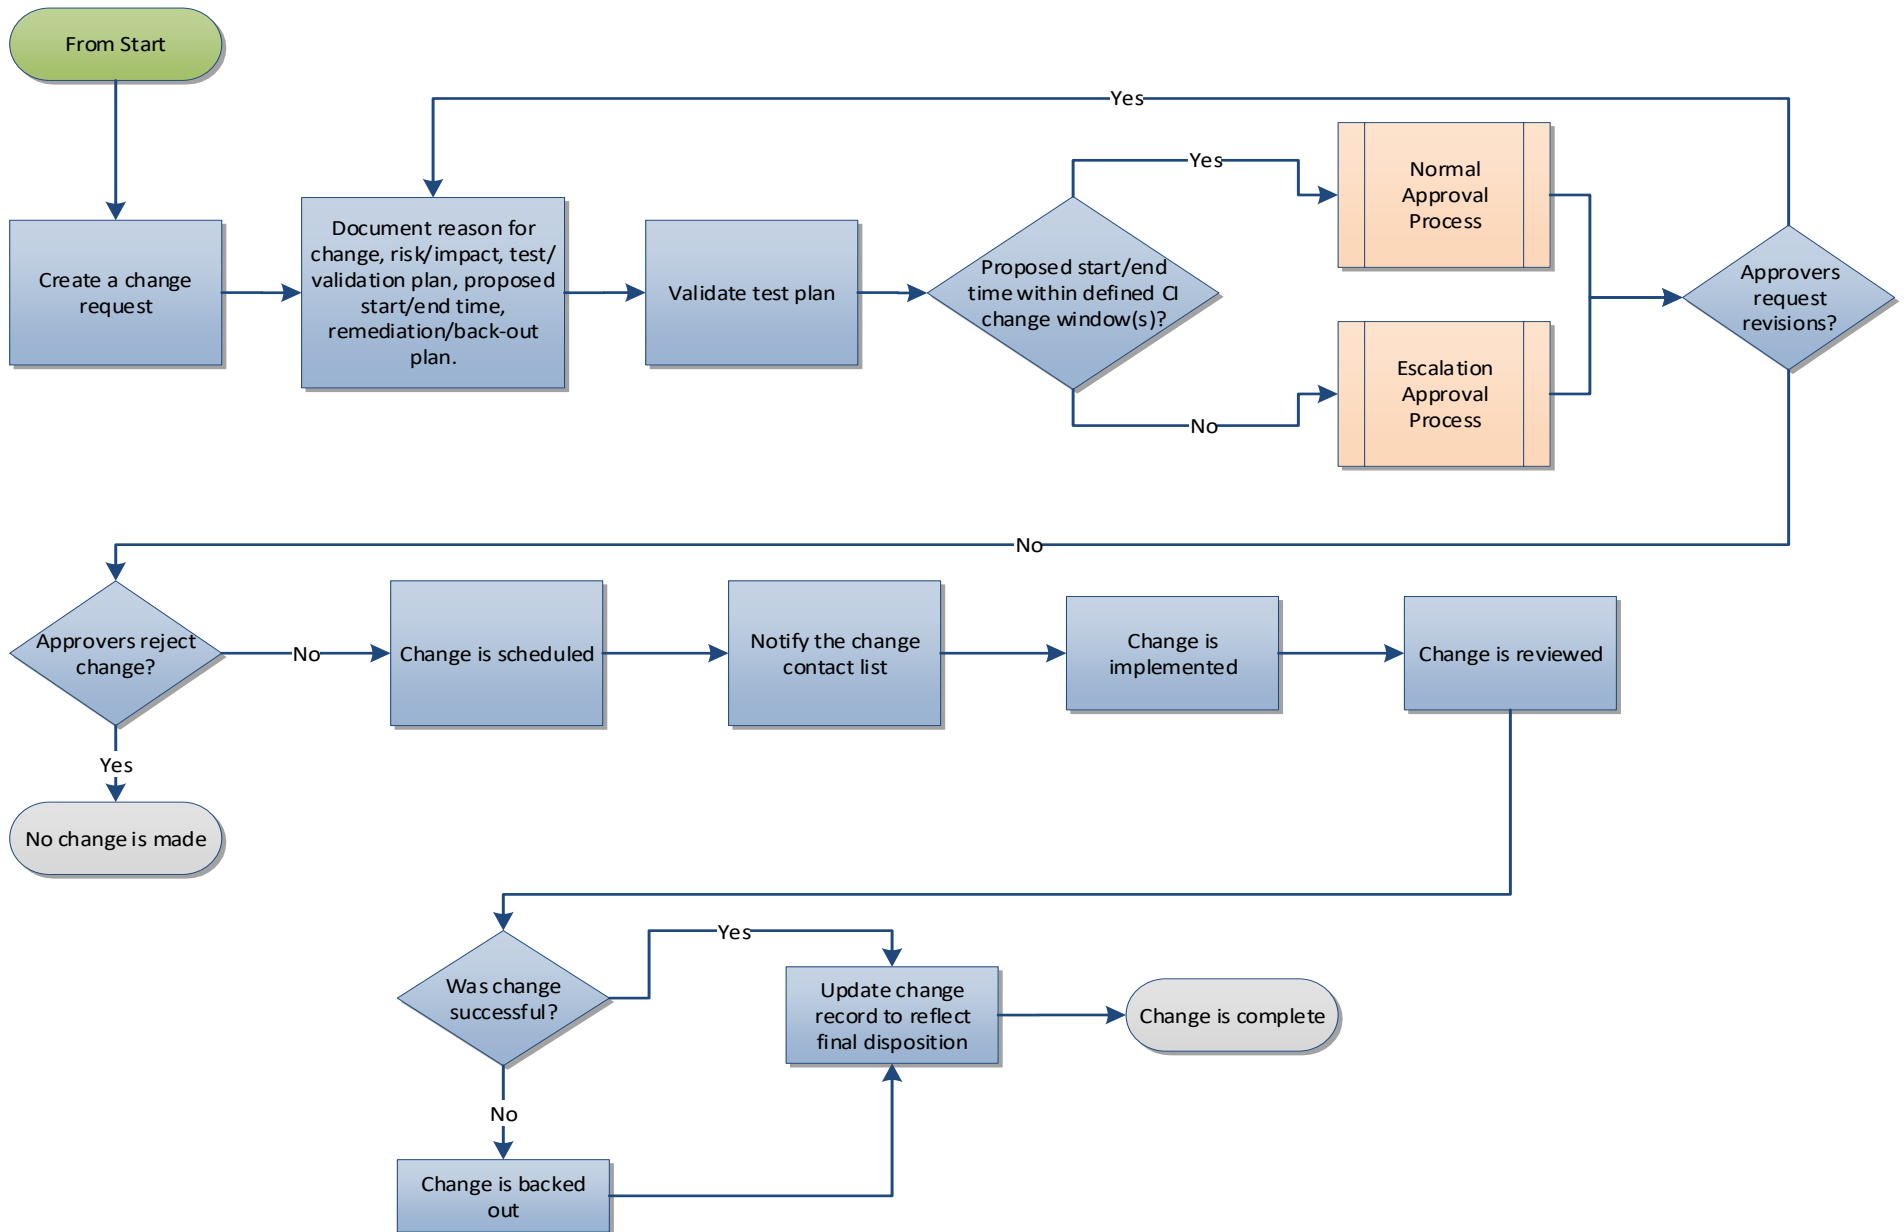 From Start
Yes
Create a change
request
Document reason for
change, risk/impact, test/
validation plan, proposed
start/end time,
remediation/back-out
plan.
Validate test plan
Proposed start/end
time within defined CI
change window(s)?
Yes
No
Normal
Approval
Process
Escalation
Approval
Process
Approvers
request
revisions?
No
Approvers reject
change?
No
Yes
No change is made
Change is scheduled
Notify the change
contact list
Change is
implemented
Change is reviewed
Was change
successful?
Yes
No
Change is backed
out
Update change
record to reflect
final disposition
Change is complete